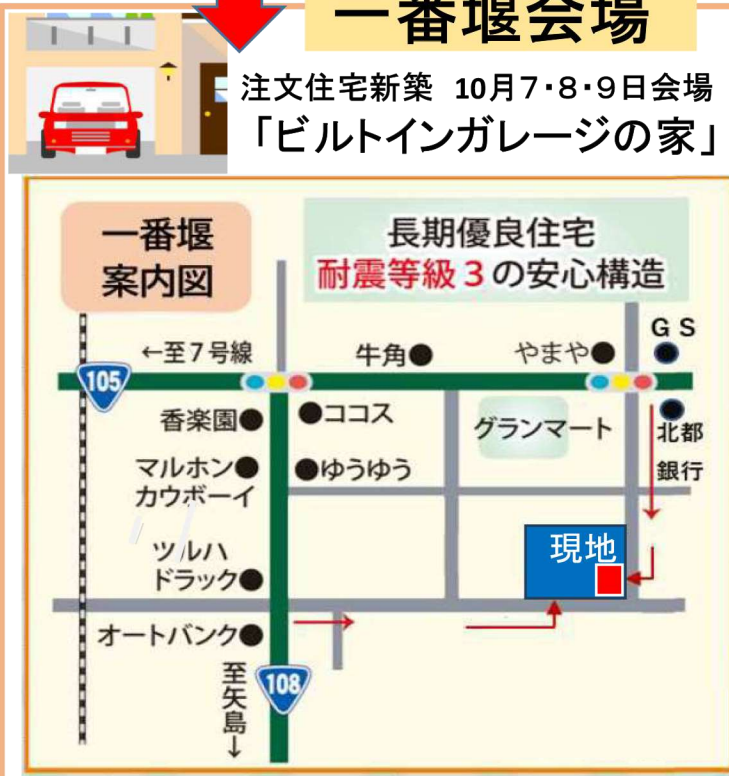 一番堰会場
注文住宅新築 10月7・8・9日会場
「ビルトインガレージの家」
一番堰
案内図
長期優良住宅
耐震等級3の安心構造
←至7号線
牛角●
やまや●
GS
105
香楽園●
●ココス
グランマート
北都
銀行
マルホン●
カウボーイ
●ゆうゆう
ツルハ
ドラック●
現地
オートバンク●
至矢島↓
108